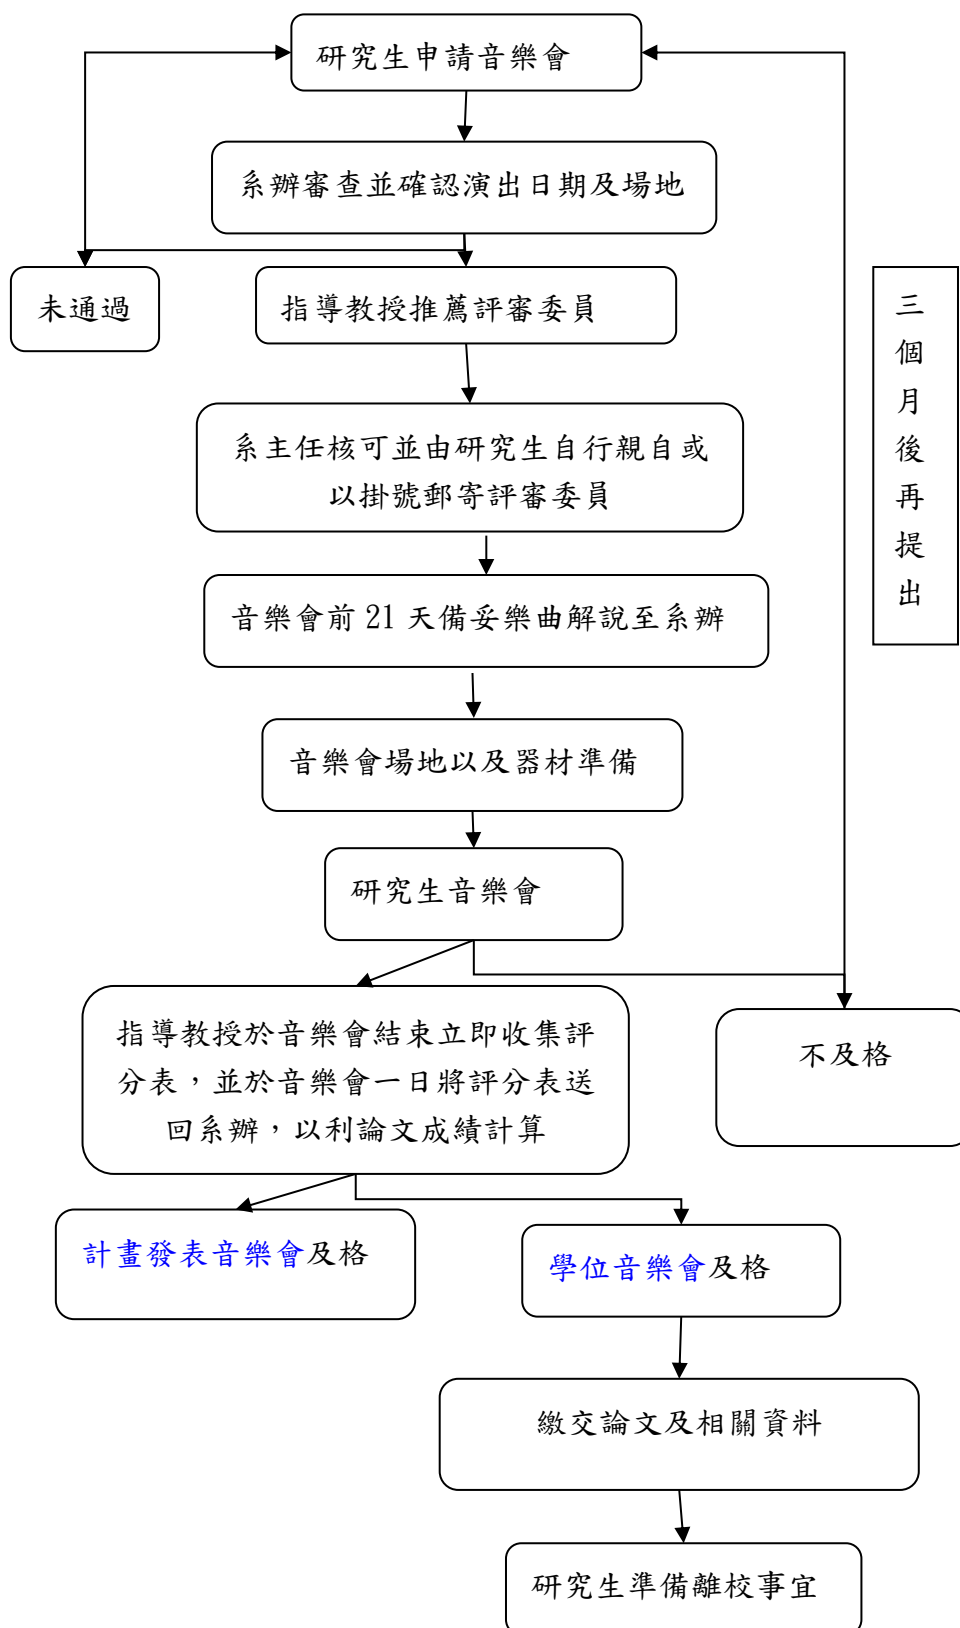 研究生申請音樂會
系辦審查並確認演出日期及場地
未通過
指導教授推薦評審委員
三個月後再提出
系主任核可並由研究生自行親自或
以掛號郵寄評審委員
音樂會前 21 天備妥樂曲解說至系辦
音樂會場地以及器材準備
研究生音樂會
指導教授於音樂會結束立即收集評
分表，並於音樂會一日將評分表送
回系辦，以利論文成績計算
不及格
計畫發表音樂會及格
學位音樂會及格
繳交論文及相關資料
研究生準備離校事宜